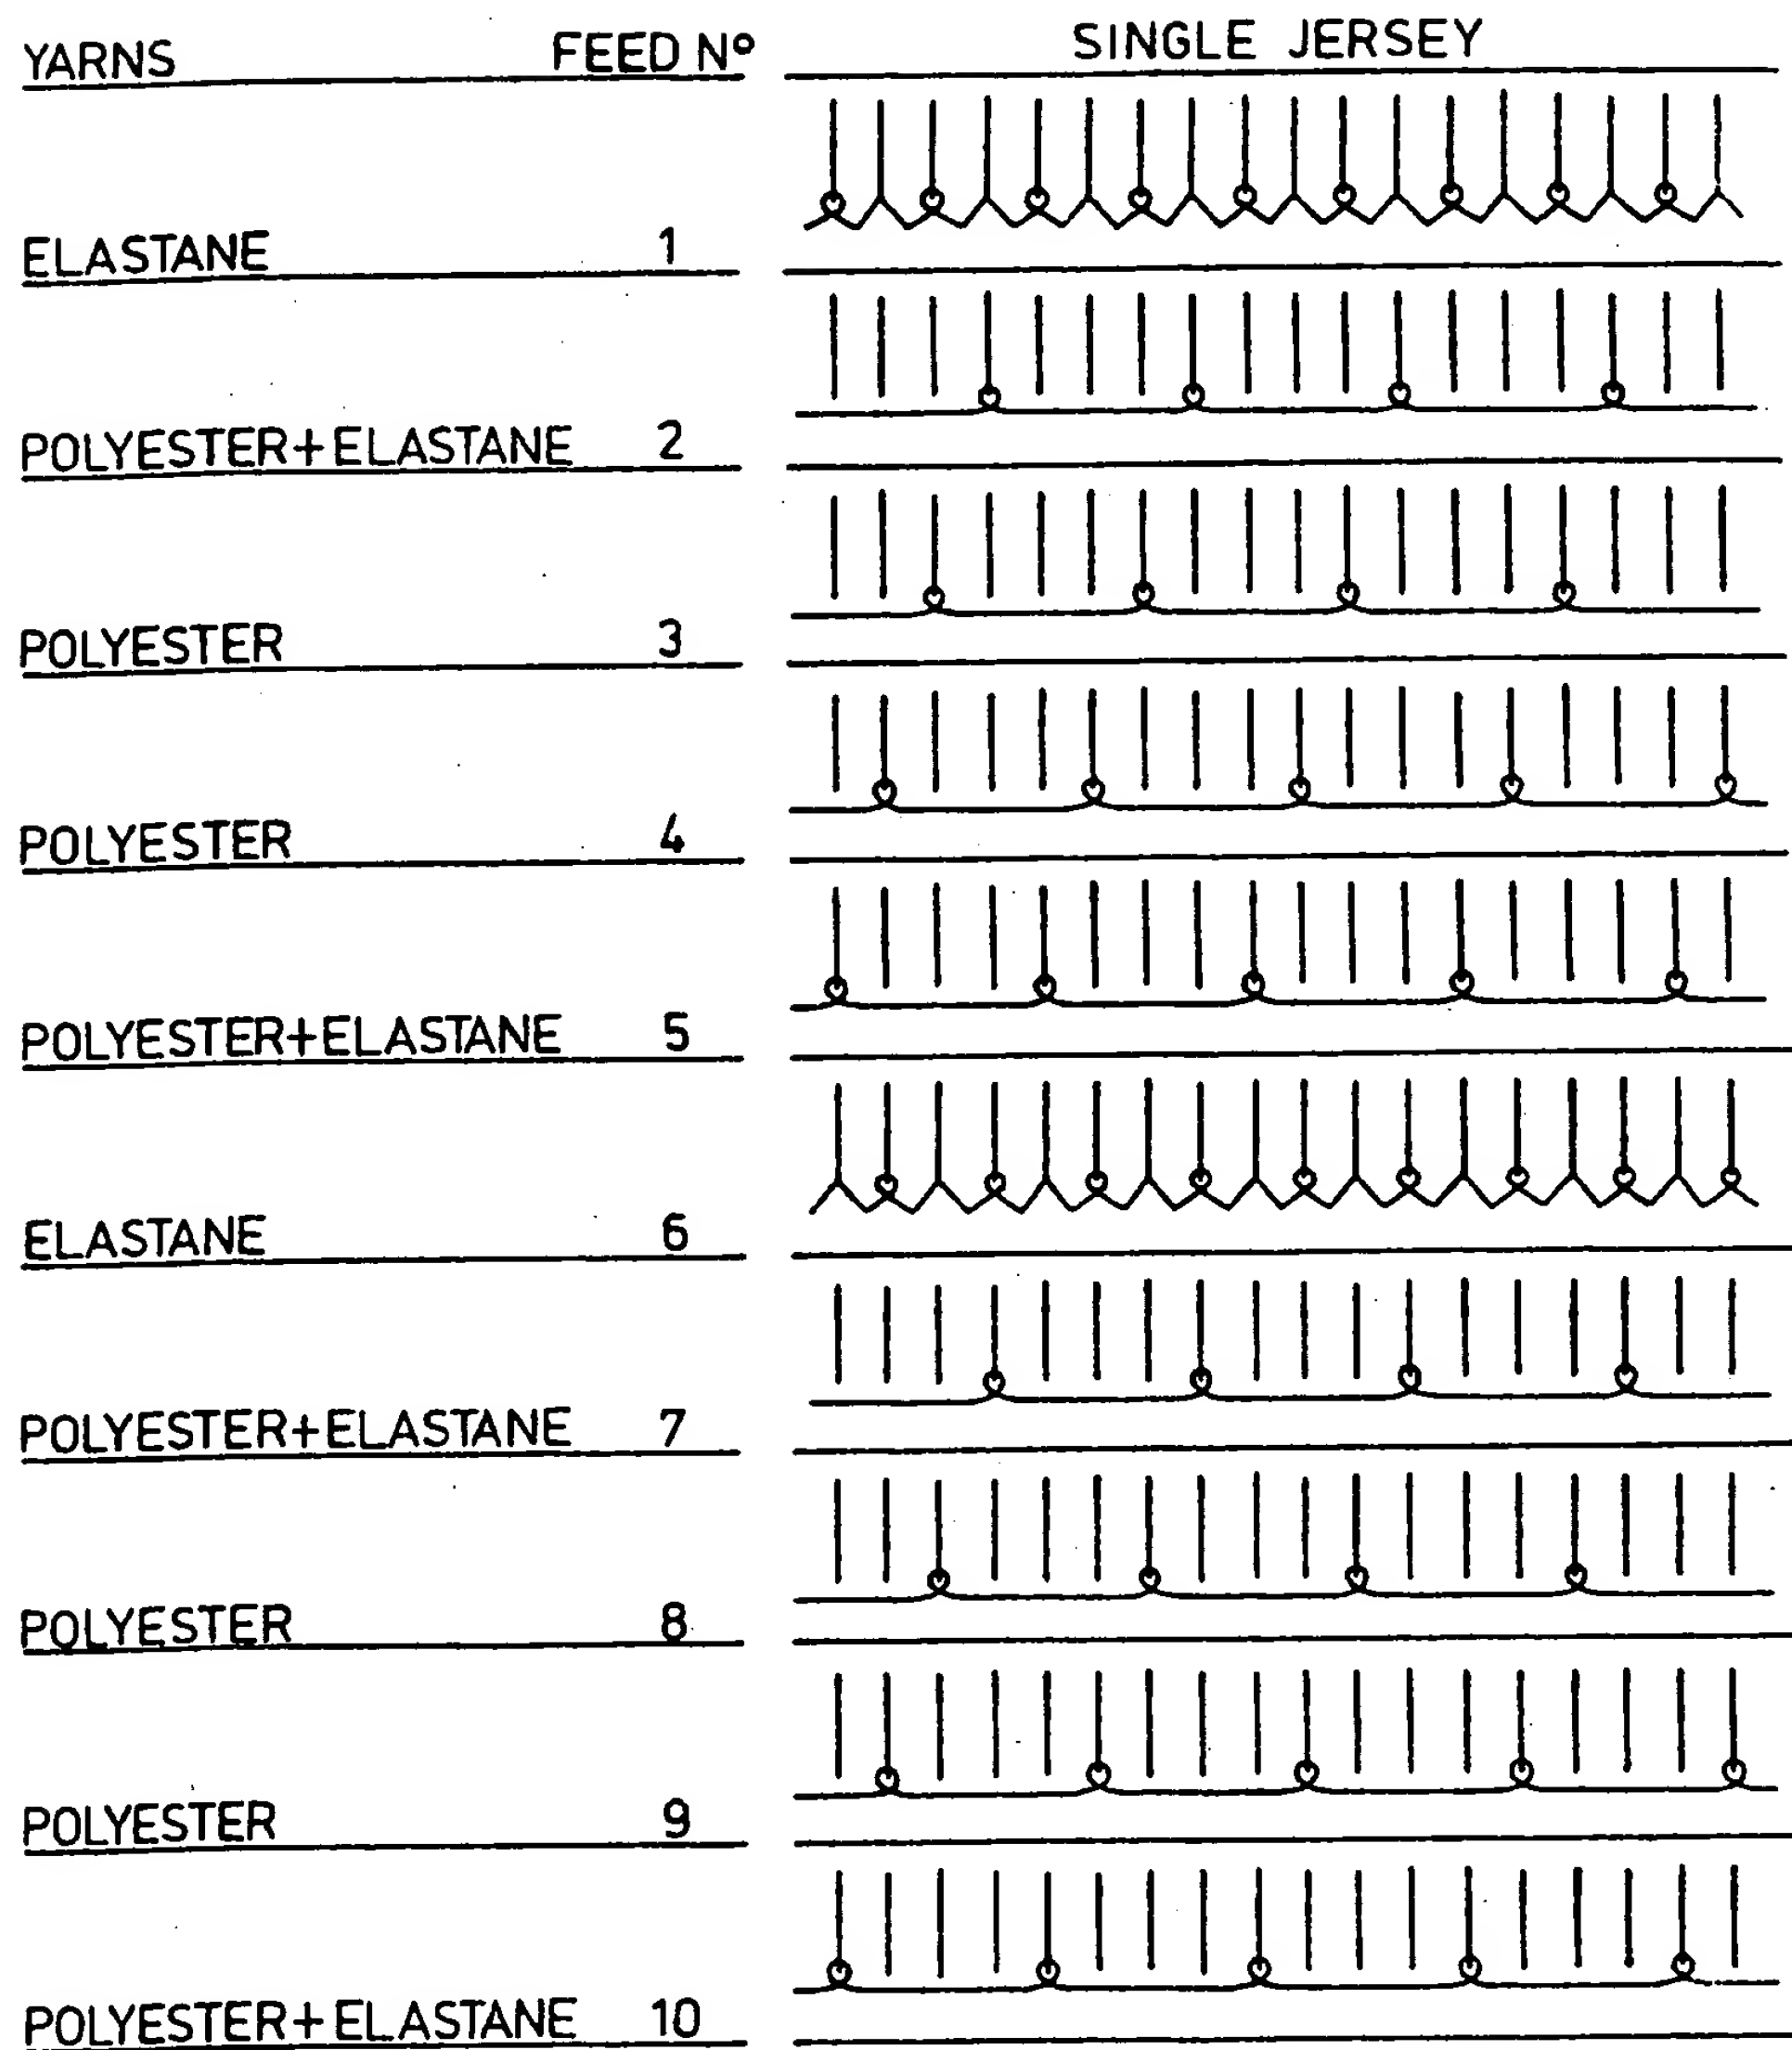 YARNS FEED Nº SINGLE JERSEY
ELASTANE 1
POLYESTER+ELASTANE 2
POLYESTER 3
POLYESTER 4
POLYESTER+ELASTANE 5
ELASTANE 6
POLYESTER+ELASTANE 7
POLYESTER 8
POLYESTER 9
POLYESTER+ELASTANE 10